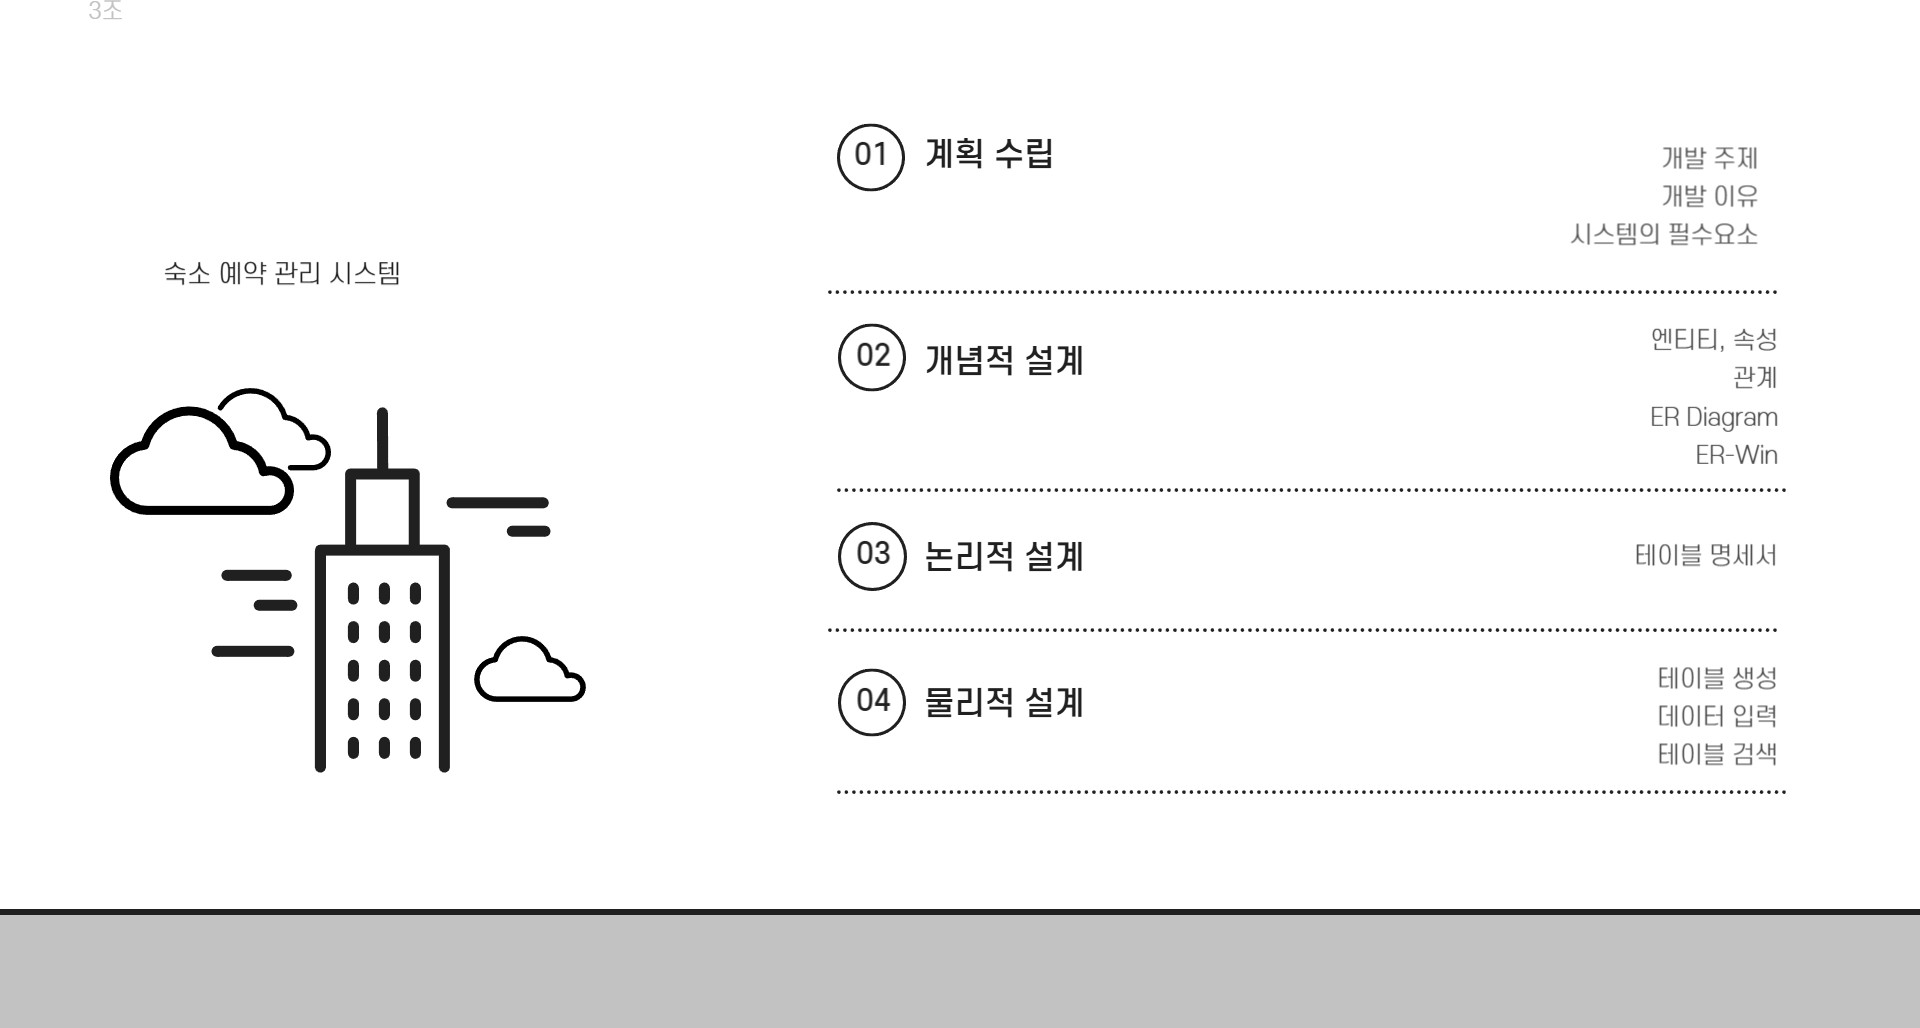 3조
숙소 예약 관리 시스템
01 계획 수립
개발 주제
개발 이유
시스템의 필수요소
02 개념적 설계
엔티티, 속성
관계
ER Diagram
ER-Win
03 논리적 설계
테이블 명세서
04 물리적 설계
테이블 생성
데이터 입력
테이블 검색